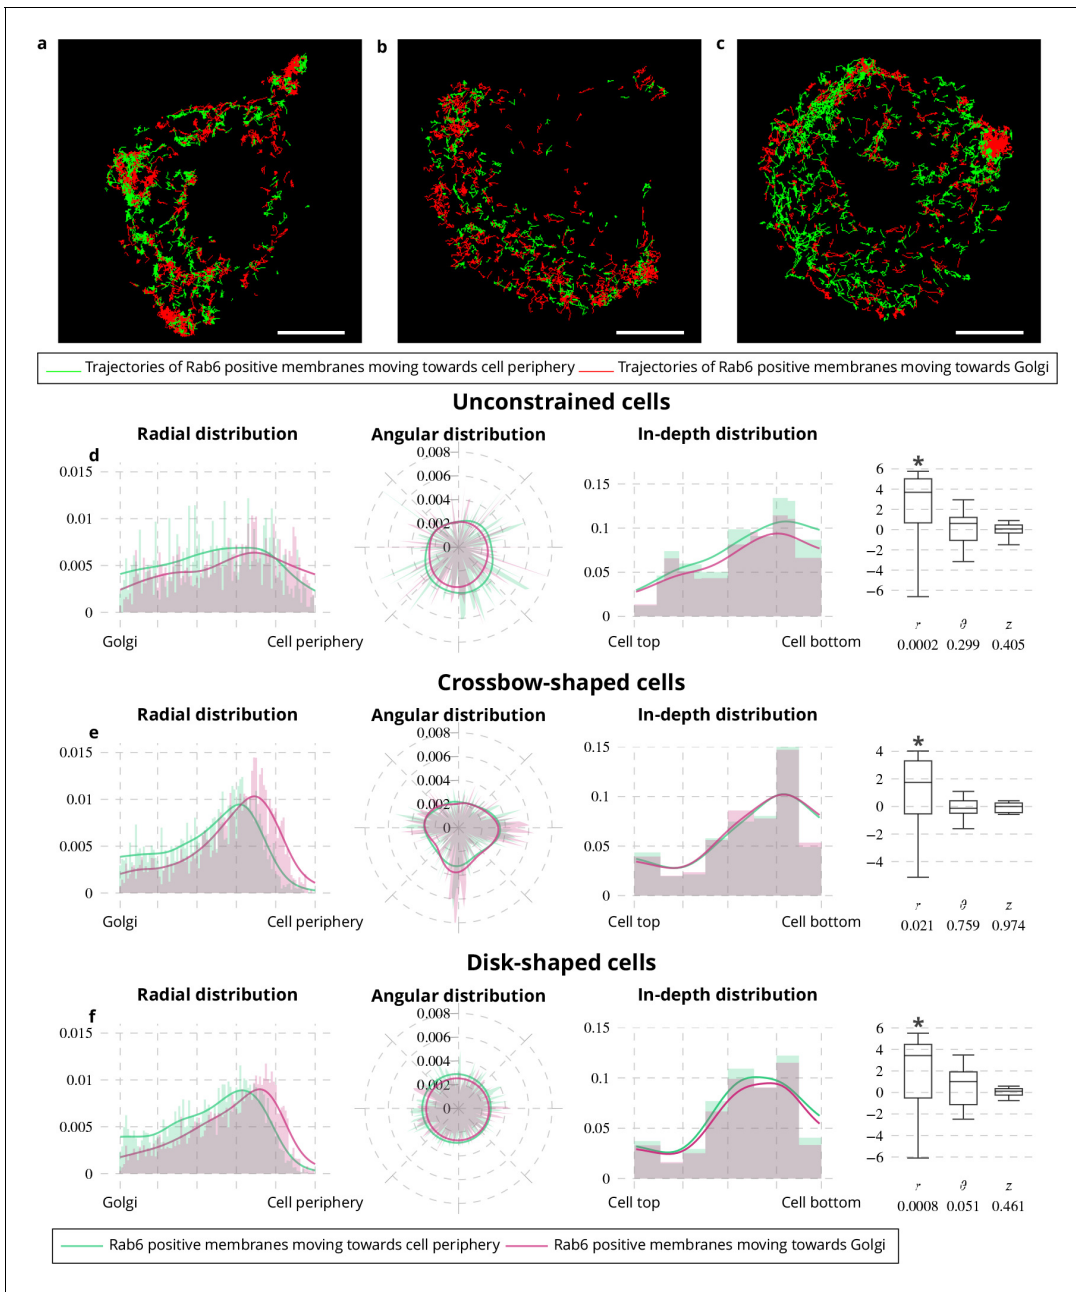 a b c
Trajectories of Rab6 positive membranes moving towards cell periphery Trajectories of Rab6 positive membranes moving towards Golgi
Unconstrained cells
Radial distribution Angular distribution In-depth distribution
d
0.015
0.01
0.005
0
Golgi Cell periphery
0.008
0.006
0.004
0.002
0
0.15
0.1
0.05
0
Cell top Cell bottom
*
6
4
2
0
−2
−4
−6
r θ z
0.0002 0.299 0.405
Crossbow-shaped cells
Radial distribution Angular distribution In-depth distribution
e
0.015
0.01
0.005
0
Golgi Cell periphery
0.008
0.006
0.004
0.002
0
0.15
0.1
0.05
0
Cell top Cell bottom
*
4
2
0
−2
−4
r θ z
0.021 0.759 0.974
Disk-shaped cells
Radial distribution Angular distribution In-depth distribution
f
0.015
0.01
0.005
0
Golgi Cell periphery
0.008
0.006
0.004
0.002
0
0.15
0.1
0.05
0
Cell top Cell bottom
*
6
4
2
0
−2
−4
−6
r θ z
0.0008 0.051 0.461
Rab6 positive membranes moving towards cell periphery Rab6 positive membranes moving towards Golgi